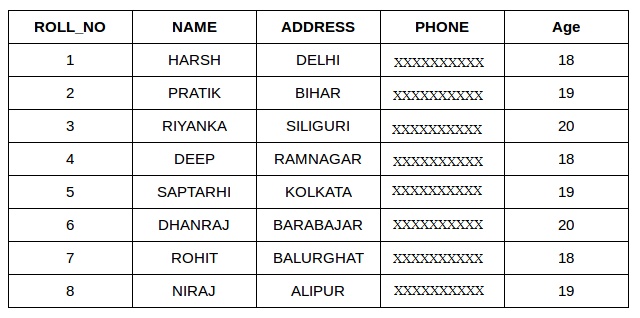 ROLL_NO NAME ADDRESS PHONE Age
1 HARSH DELHI XXXXXXXXXX 18
2 PRATIK BIHAR XXXXXXXXXX 19
3 RIYANKA SILIGURI XXXXXXXXXX 20
4 DEEP RAMNAGAR XXXXXXXXXX 18
5 SAPTARHI KOLKATA XXXXXXXXXX 19
6 DHANRAJ BARABAJAR XXXXXXXXXX 20
7 ROHIT BALURGHAT XXXXXXXXXX 18
8 NIRAJ ALIPUR XXXXXXXXXX 19